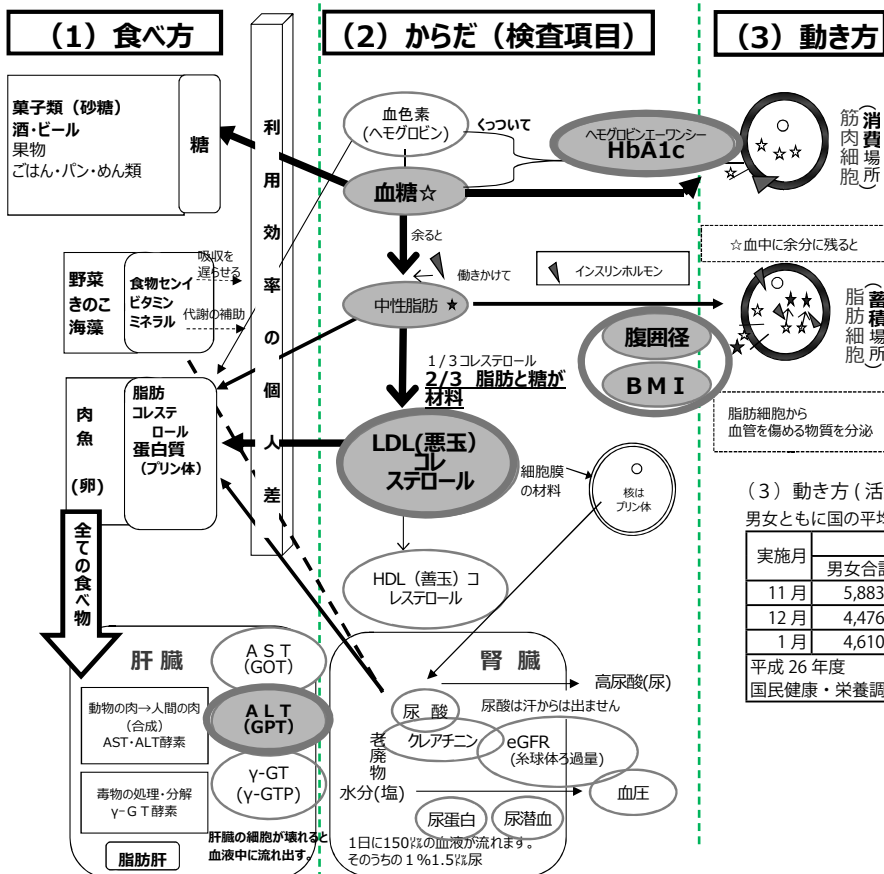 (1)食べ方
菓子類(砂糖)
酒・ビール
果物
ごはん・パン・めん類
糖
野菜
きのこ
海藻
食物センイ
ビタミン
ミネラル
吸収を
遅らせる
代謝の補助
肉
魚
(卵)
脂肪
コレステ
ロール
蛋白質
(プリン体)
利用効率の個人差
全ての食べ物
肝臓
動物の肉→人間の肉
(合成)
AST・ALT酵素
毒物の処理・分解
γ-GT酵素
脂肪肝
AST
(GOT)
ALT
(GPT)
γ-GT
(γ-GTP)
肝臓の細胞が壊れると
血液中に流れ出す。
(2)からだ(検査項目)
血色素
(ヘモグロビン)
くっついて
ヘモグロビンエーワンシー
HbA1c
血糖☆
余ると
働きかけて
インスリンホルモン
中性脂肪 ★
腹囲径
BMI
1/3コレステロール
2/3 脂肪と糖が
材料
LDL(悪玉)
コレ
ステロール
細胞膜
の材料
核は
プリン体
HDL(善玉)コ
レステロール
腎臓
尿酸
高尿酸(尿)
尿酸は汗からは出ません
老廃物
クレアチニン
eGFR
(糸球体ろ過量)
水分(塩)
血圧
尿蛋白
尿潜血
1日に150㍑の血液が流れます。
そのうちの1%1.5㍑尿
(3)動き方
(消費場所)
筋肉細胞
☆血中に余分に残ると
(蓄積場所)
脂肪細胞
脂肪細胞から
血管を傷める物質を分泌
(3)動き方(活
男女ともに国の平均
実施月
男女合計
11月 5,883
12月 4,476
1月 4,610
平成26年度
国民健康・栄養調